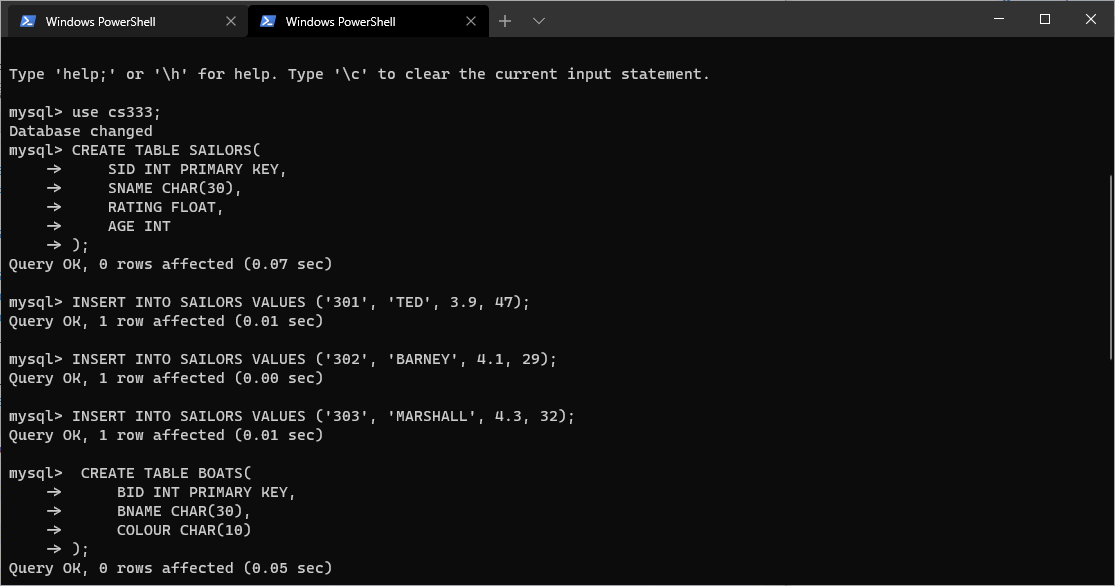 Windows PowerShell
Windows PowerShell
Type 'help;' or '\h' for help. Type '\c' to clear the current input statement.
mysql> use cs333;
Database changed
mysql> CREATE TABLE SAILORS(
    ->     SID INT PRIMARY KEY,
    ->     SNAME CHAR(30),
    ->     RATING FLOAT,
    ->     AGE INT
    -> );
Query OK, 0 rows affected (0.07 sec)
mysql> INSERT INTO SAILORS VALUES ('301', 'TED', 3.9, 47);
Query OK, 1 row affected (0.01 sec)
mysql> INSERT INTO SAILORS VALUES ('302', 'BARNEY', 4.1, 29);
Query OK, 1 row affected (0.00 sec)
mysql> INSERT INTO SAILORS VALUES ('303', 'MARSHALL', 4.3, 32);
Query OK, 1 row affected (0.01 sec)
mysql>  CREATE TABLE BOATS(
    ->      BID INT PRIMARY KEY,
    ->      BNAME CHAR(30),
    ->      COLOUR CHAR(10)
    -> );
Query OK, 0 rows affected (0.05 sec)